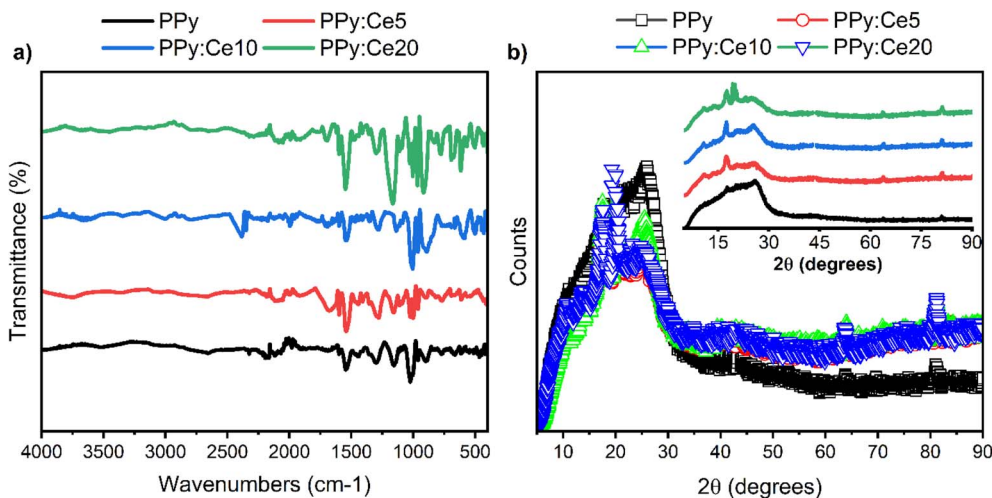 PPy PPy:Ce5
PPy:Ce10 PPy:Ce20
a)
Transmittance (%)
4000 3500 3000 2500 2000 1500 1000 500
Wavenumbers (cm-1)
PPy PPy:Ce5
PPy:Ce10 PPy:Ce20
b)
Counts
15 30 45 60 75 90
2θ (degrees)
10 20 30 40 50 60 70 80 90
2θ (degrees)